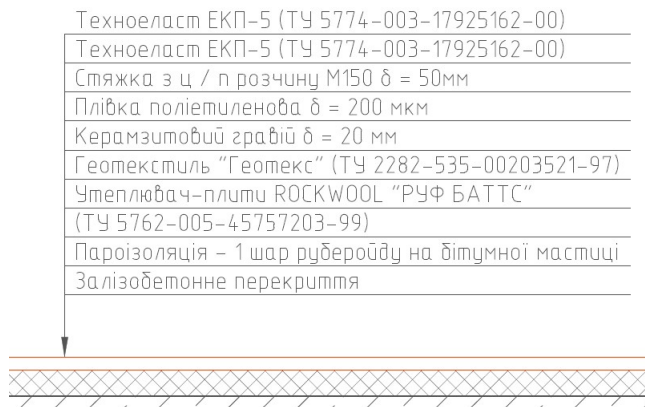 Техноеласт ЕКП-5 (ТУ 5774-003-17925162-00)
Техноеласт ЕКП-5 (ТУ 5774-003-17925162-00)
Стяжка з ц / п розчину М150 δ = 50мм
Плівка поліетиленова δ = 200 мкм
Керамзитовий гравій δ = 20 мм
Геотекстиль "Геотекс" (ТУ 2282-535-00203521-97)
Утеплювач-плити ROCKWOOL "РУФ БАТТС"
(ТУ 5762-005-45757203-99)
Пароізоляція - 1 шар рубероїду на бітумної мастиці
Залізобетонне перекриття